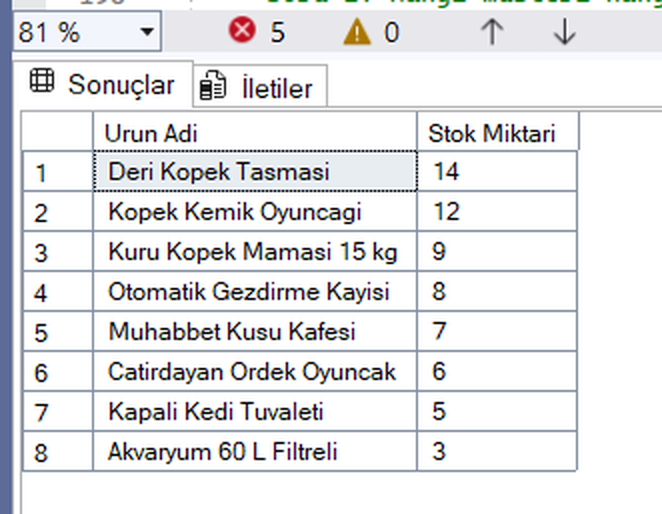 81 % 5 0
Sonuçlar İletiler
Urun Adi Stok Miktari
1 Deri Kopek Tasmasi 14
2 Kopek Kemik Oyuncagi 12
3 Kuru Kopek Mamasi 15 kg 9
4 Otomatik Gezdirme Kayisi 8
5 Muhabbet Kusu Kafesi 7
6 Catirdayan Ordek Oyuncak 6
7 Kapali Kedi Tuvaleti 5
8 Akvaryum 60 L Filtreli 3